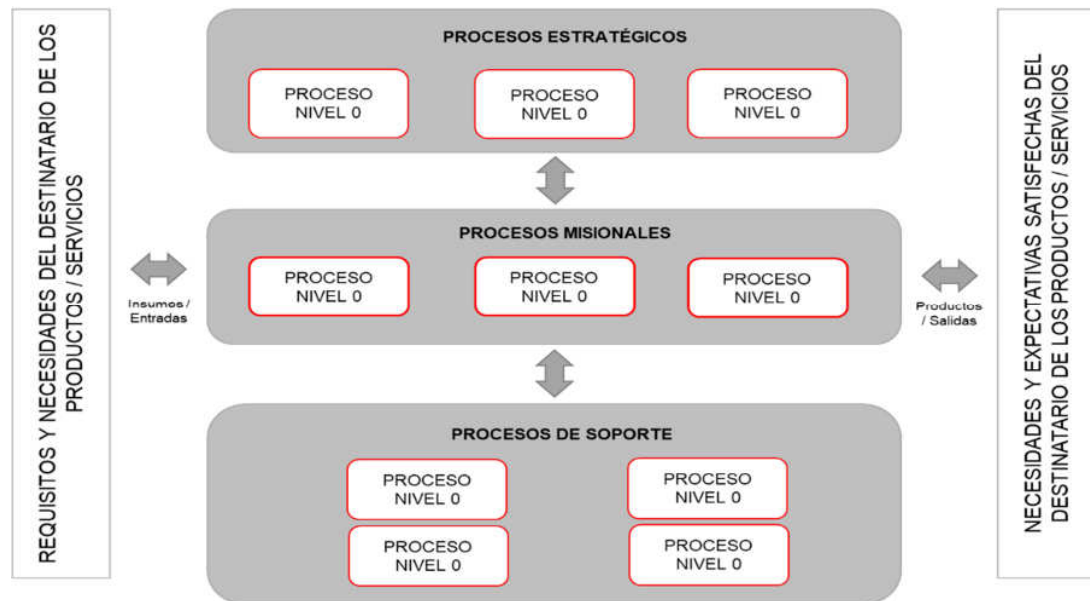 REQUISITOS Y NECESIDADES DEL DESTINATARIO DE LOS
PRODUCTOS / SERVICIOS
PROCESOS ESTRATÉGICOS
PROCESO
NIVEL 0
PROCESO
NIVEL 0
PROCESO
NIVEL 0
PROCESOS MISIONALES
PROCESO
NIVEL 0
PROCESO
NIVEL 0
PROCESO
NIVEL 0
Insumos /
Entradas
Productos
/ Salidas
PROCESOS DE SOPORTE
PROCESO
NIVEL 0
PROCESO
NIVEL 0
PROCESO
NIVEL 0
PROCESO
NIVEL 0
NECESIDADES Y EXPECTATIVAS SATISFECHAS DEL
DESTINATARIO DE LOS PRODUCTOS / SERVICIOS